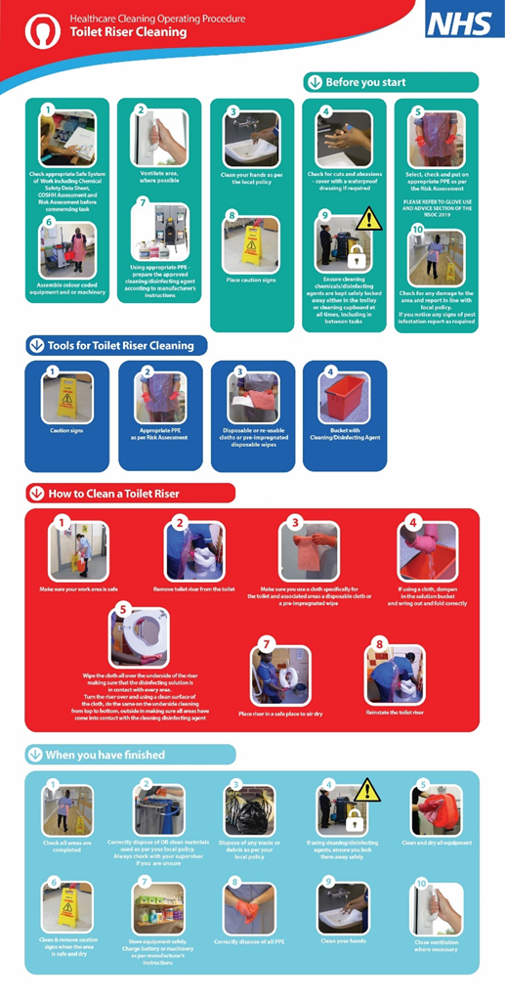 Healthcare Cleaning Operating Procedure
Toilet Riser Cleaning
NHS
Before you start
1
Check appropriate Safe System
of Work Including Chemical
Safety Data Sheet,
COSHH Assessment and
Risk Assessment before
commencing task
2
Ventilate area,
where possible
3
Clean your hands as per
the local policy
4
Check for cuts and abrasions
- cover with a waterproof
dressing if required
5
Select, check and put on
appropriate PPE as per
the Risk Assessment
PLEASE REFER TO GLOVE USE
AND ADVICE SECTION OF THE
NSOC 2019
6
Assemble colour coded
equipment and or machinery
7
Using appropriate PPE -
prepare the approved
cleaning/disinfecting agent
according to manufacturer's
instructions
8
Place caution signs
9
Ensure cleaning
chemicals/disinfecting
agents are kept safely locked
away either in the trolley
or cleaning cupboard at
all times, including in
between tasks
10
Check for any damage to the
area and report in line with
local policy.
If you notice any signs of pest
infestation report as required
Tools for Toilet Riser Cleaning
1
Caution signs
2
Appropriate PPE
as per Risk Assessment
3
Disposable or re-usable
cloths or pre-impregnated
disposable wipes
4
Bucket with
Cleaning/Disinfecting Agent
How to Clean a Toilet Riser
1
Make sure your work area is safe
2
Remove toilet riser from the toilet
3
Make sure you use a cloth specifically for
the toilet and associated areas a disposable cloth or
a pre-impregnated wipe
4
If using a cloth, dampen
in the solution bucket
and wring out and fold correctly
5
Wipe the cloth all over the underside of the riser
making sure that the disinfecting solution is
in contact with every area.
Turn the riser over and using a clean surface of
the cloth, do the same on the underside cleaning
from top to bottom, outside in making sure all areas have
come into contact with the cleaning disinfecting agent
7
Place riser in a safe place to air dry
8
Reinstate the toilet riser
When you have finished
1
Check all areas are
completed
2
Correctly dispose of OR clean materials
used as per your local policy.
Always check with your supervisor
if you are unsure
3
Dispose of any waste or
debris as per your
local policy
4
If using cleaning/disinfecting
agents, ensure you lock
them away safely
5
Clean and dry all equipment
6
Clean & remove caution
signs when the area
is safe and dry
7
Store equipment safely.
Charge battery or machinery
as per manufacturer's
instructions.
8
Correctly dispose of all PPE
9
Clean your hands
10
Close ventilation
where necessary